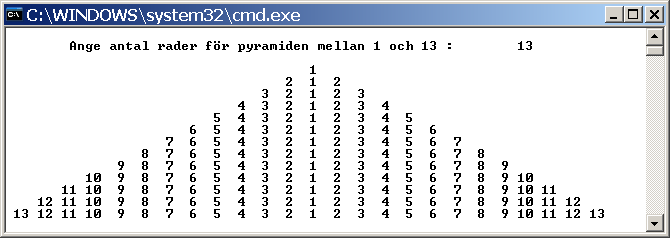 C:\WINDOWS\system32\cmd.exe
Ange antal rader för pyramiden mellan 1 och 13 : 13
1
2 1 2
3 2 1 2 3
4 3 2 1 2 3 4
5 4 3 2 1 2 3 4 5
6 5 4 3 2 1 2 3 4 5 6
7 6 5 4 3 2 1 2 3 4 5 6 7
8 7 6 5 4 3 2 1 2 3 4 5 6 7 8
9 8 7 6 5 4 3 2 1 2 3 4 5 6 7 8 9
10 9 8 7 6 5 4 3 2 1 2 3 4 5 6 7 8 9 10
11 10 9 8 7 6 5 4 3 2 1 2 3 4 5 6 7 8 9 10 11
12 11 10 9 8 7 6 5 4 3 2 1 2 3 4 5 6 7 8 9 10 11 12
13 12 11 10 9 8 7 6 5 4 3 2 1 2 3 4 5 6 7 8 9 10 11 12 13